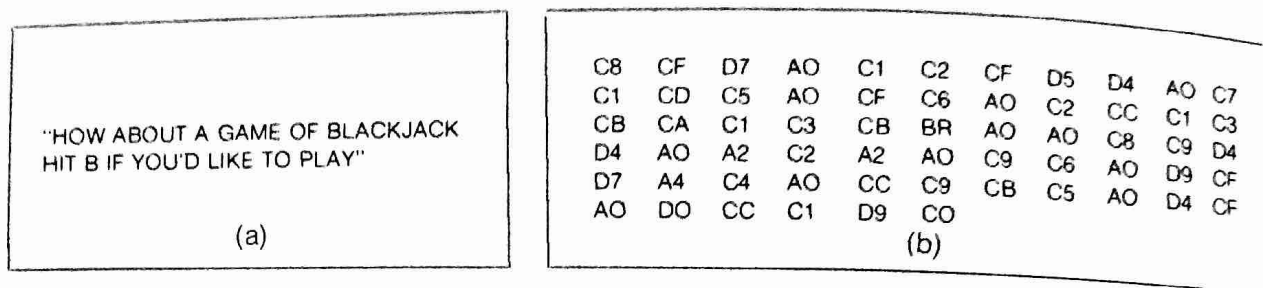 "HOW ABOUT A GAME OF BLACKJACK
HIT B IF YOU'D LIKE TO PLAY"
(a)
C8 CF D7 AO C1 C2 CF D5 D4 AO C7
C1 CD C5 AO CF C6 AO C2 CC C1 C3
CB CA C1 C3 CB BR AO AO C8 C9 D4
D4 AO A2 C2 A2 AO C9 C6 AO D9 CF
D7 A4 C4 AO CC C9 CB C5 AO D4 CF
AO DO CC C1 D9 CO
(b)